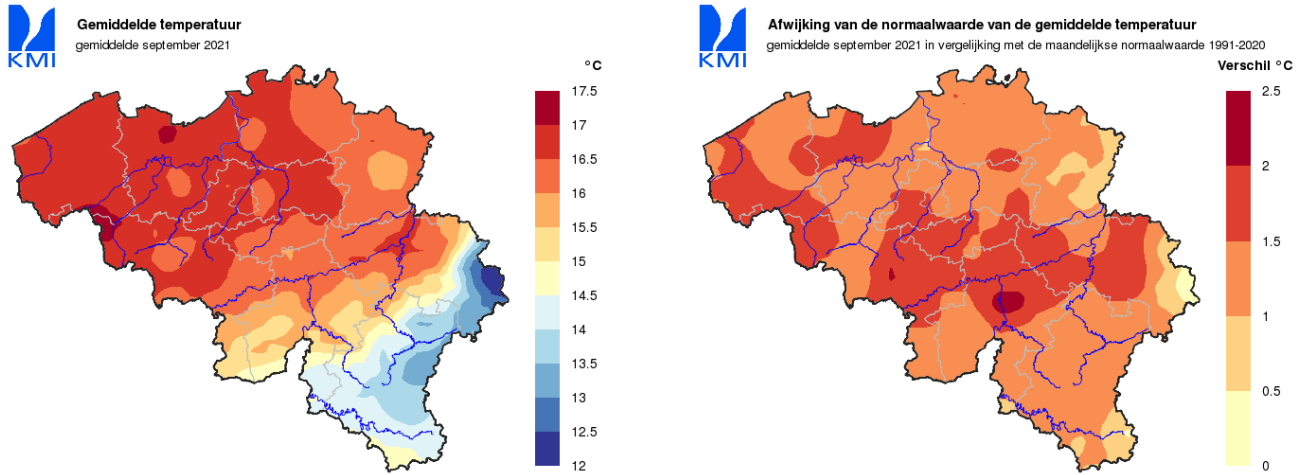 KMI
Gemiddelde temperatuur
gemiddelde september 2021
°C
17.5
17
16.5
16
15.5
15
14.5
14
13.5
13
12.5
12
KMI
Afwijking van de normaalwaarde van de gemiddelde temperatuur
gemiddelde september 2021 in vergelijking met de maandelijkse normaalwaarde 1991-2020
Verschil °C
2.5
2
1.5
1
0.5
0